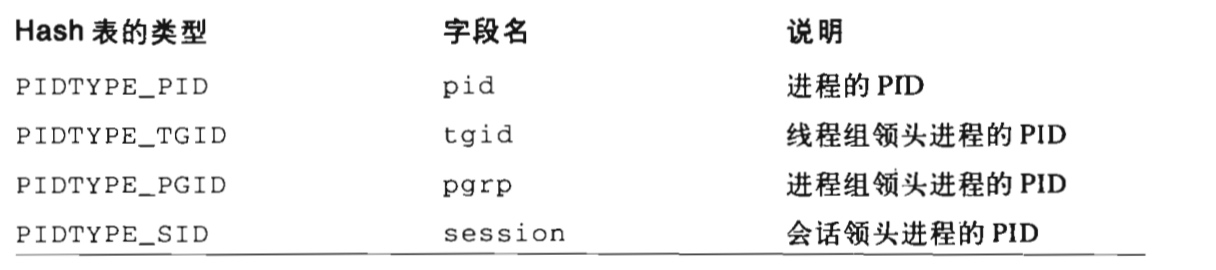 Hash 表的类型 字段名 说明
PIDTYPE_PID pid 进程的 PID
PIDTYPE_TGID tgid 线程组领头进程的 PID
PIDTYPE_PGID pgrp 进程组领头进程的 PID
PIDTYPE_SID session 会话领头进程的 PID